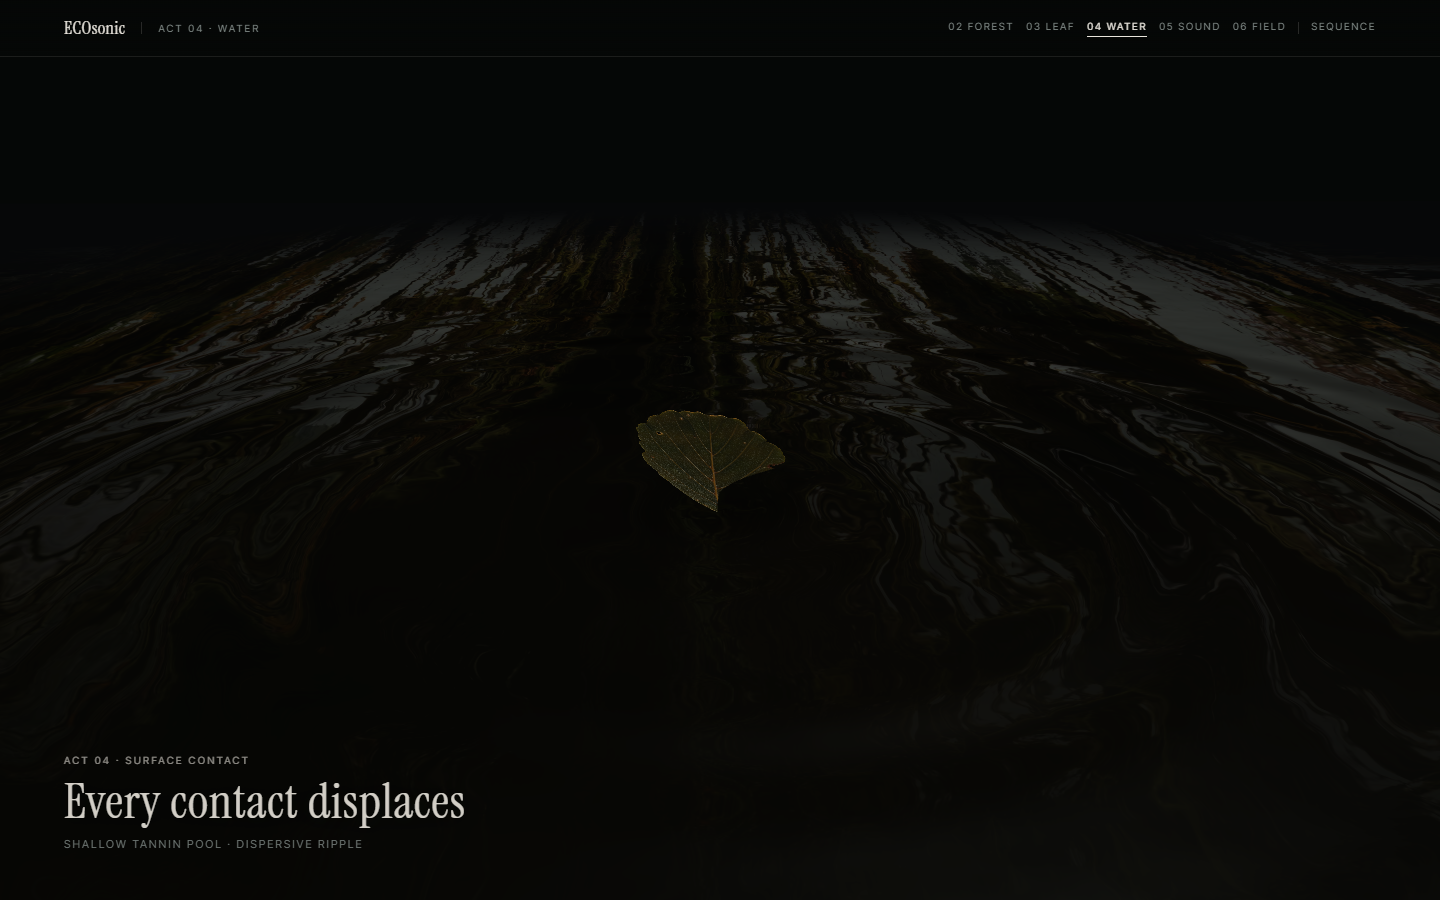 ECOsonic
ACT 04 · WATER
02 FOREST 03 LEAF 04 WATER 05 SOUND 06 FIELD SEQUENCE
ACT 04 · SURFACE CONTACT
Every contact displaces
SHALLOW TANNIN POOL · DISPERSIVE RIPPLE